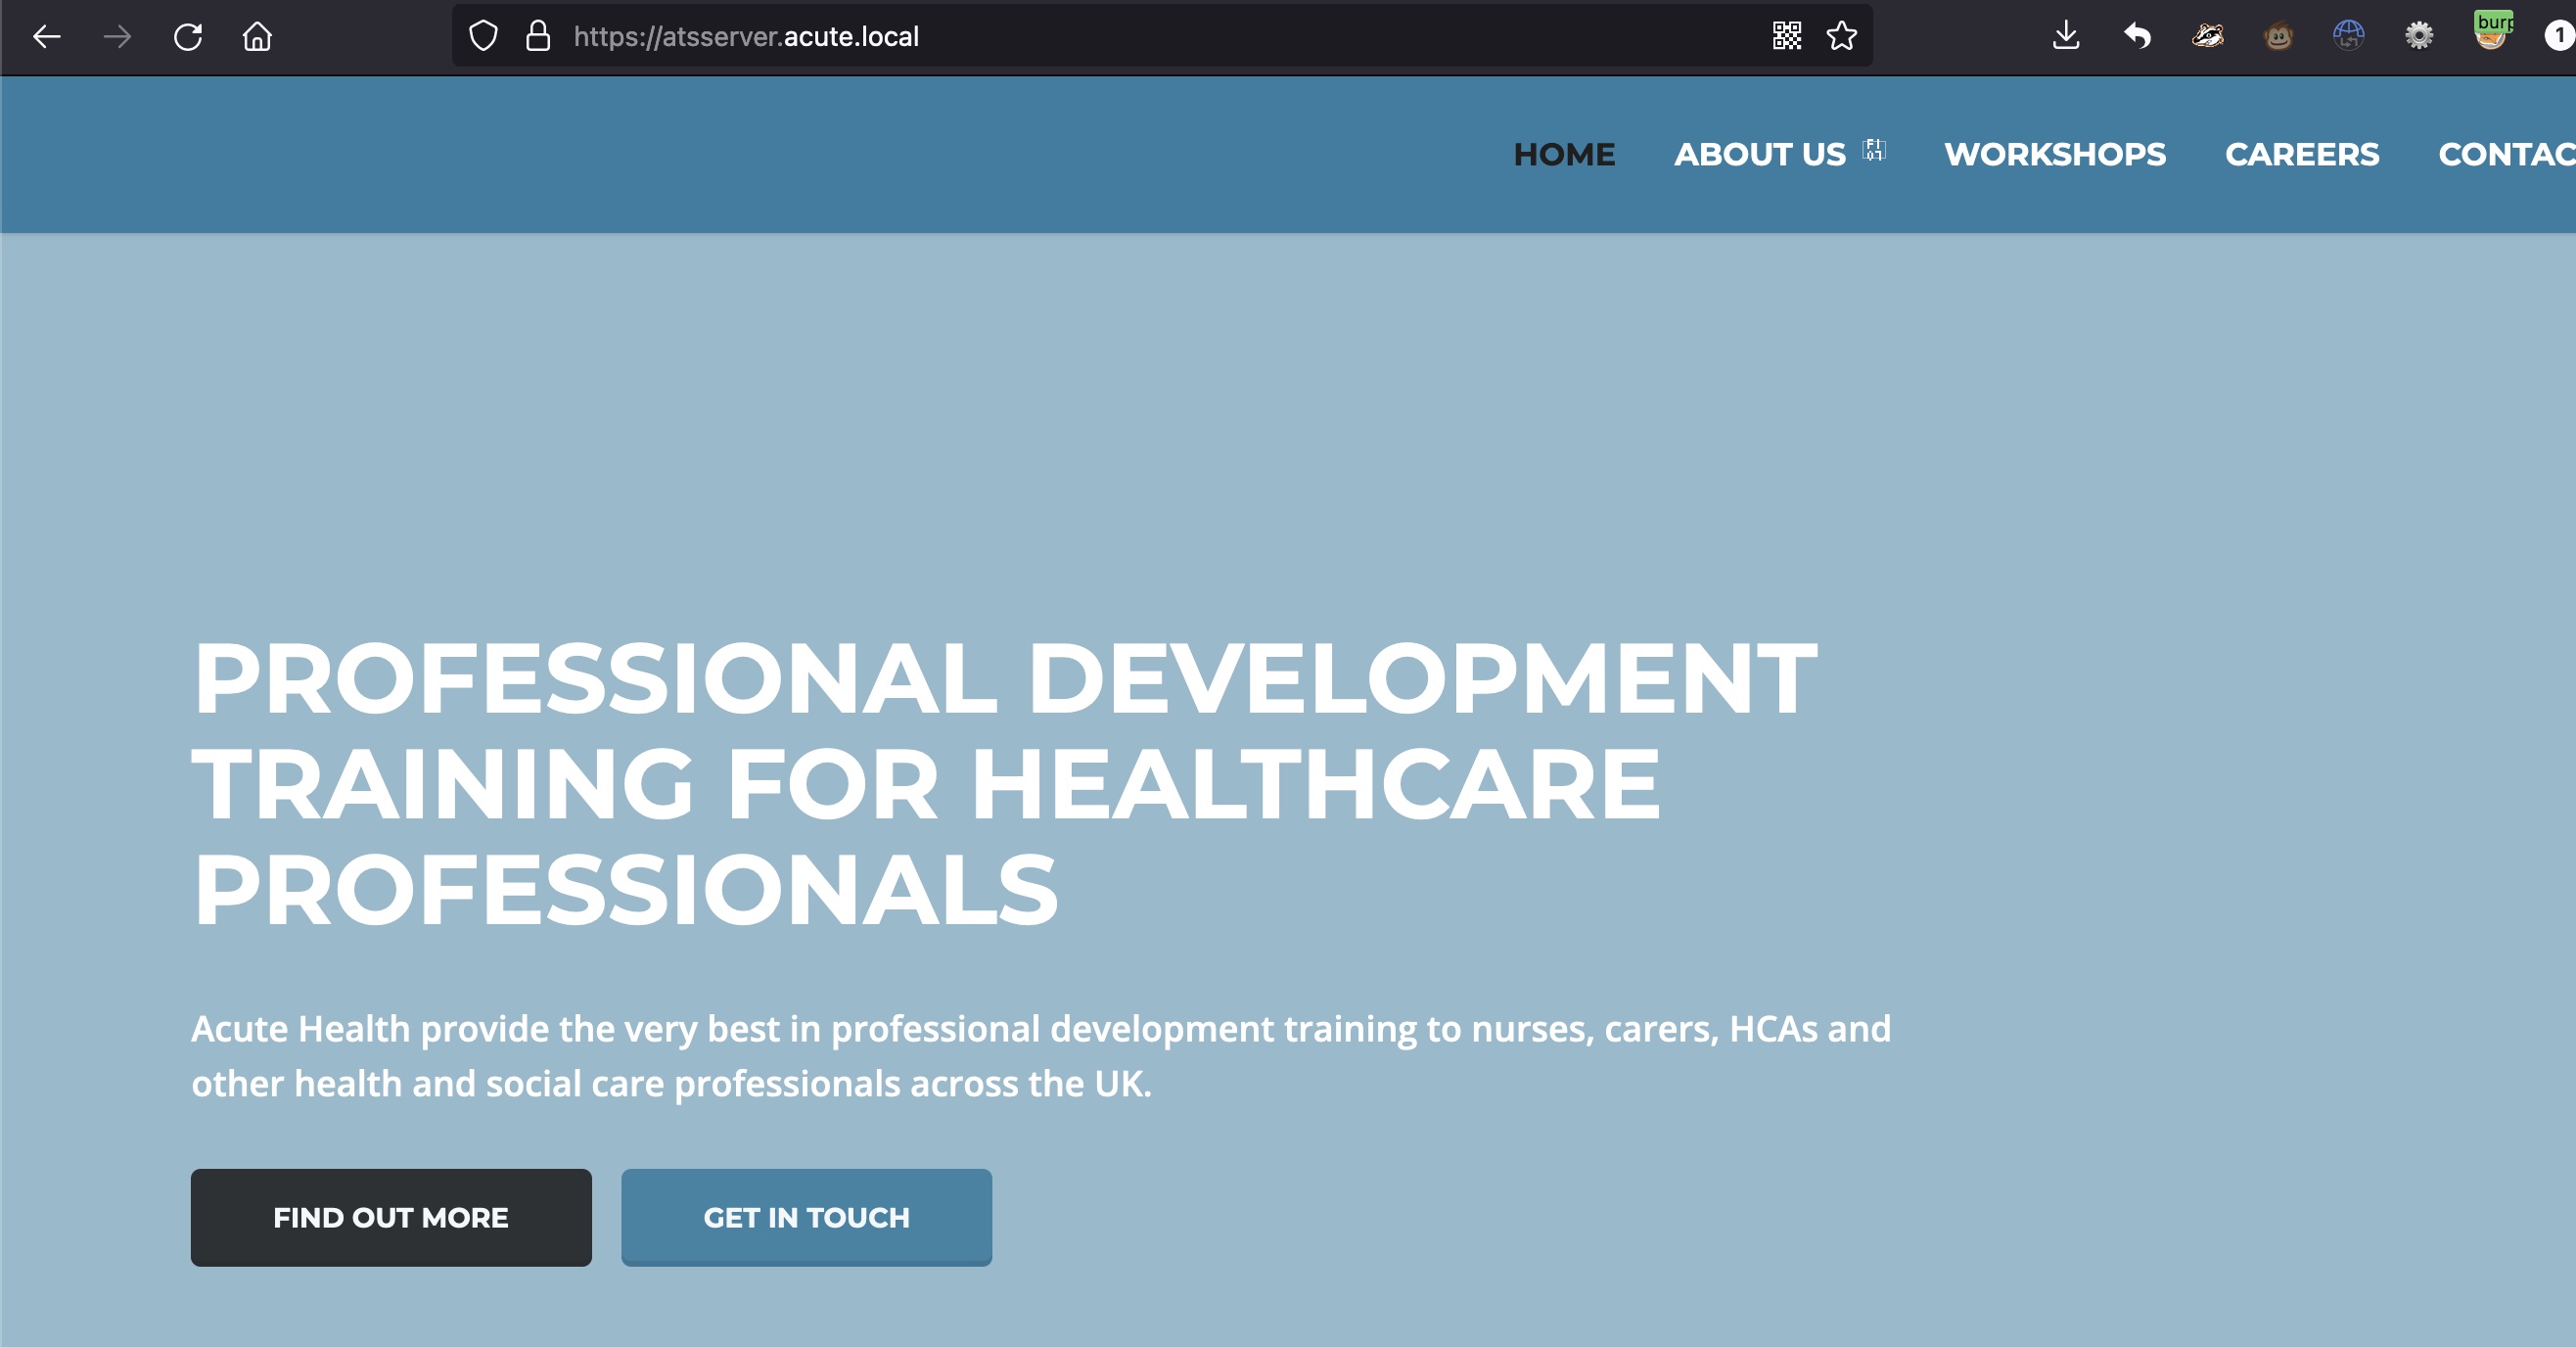 https://atsserver.acute.local
burp
1
HOME ABOUT US WORKSHOPS CAREERS CONTAC
PROFESSIONAL DEVELOPMENT
TRAINING FOR HEALTHCARE
PROFESSIONALS
Acute Health provide the very best in professional development training to nurses, carers, HCAs and
other health and social care professionals across the UK.
FIND OUT MORE GET IN TOUCH